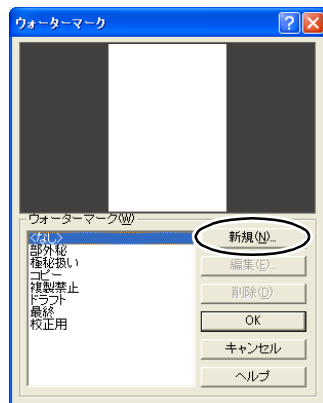 ウォーターマーク
ウォーターマーク(W)
<なし>
部外秘
極秘扱い
コピー
複製禁止
ドラフト
最終
校正用
新規(N)...
編集(E)...
削除(D)
OK
キャンセル
ヘルプ